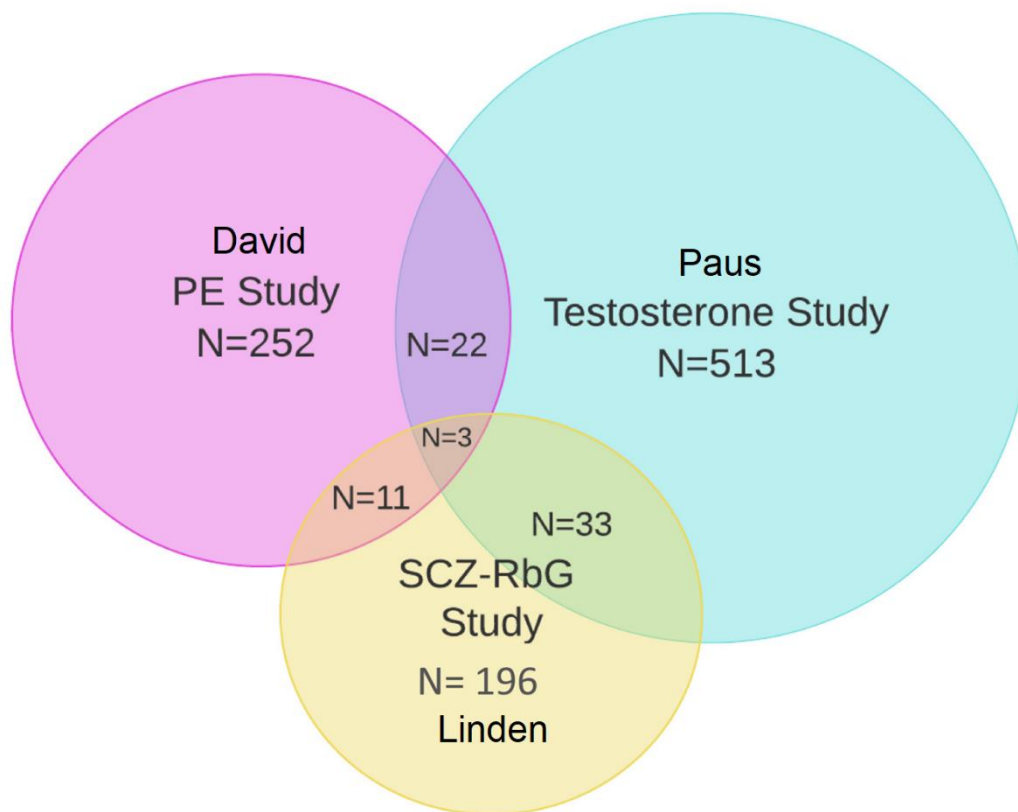 David
PE Study
N=252
Paus
Testosterone Study
N=513
N=22
N=3
N=11
N=33
SCZ-RbG
Study
N= 196
Linden